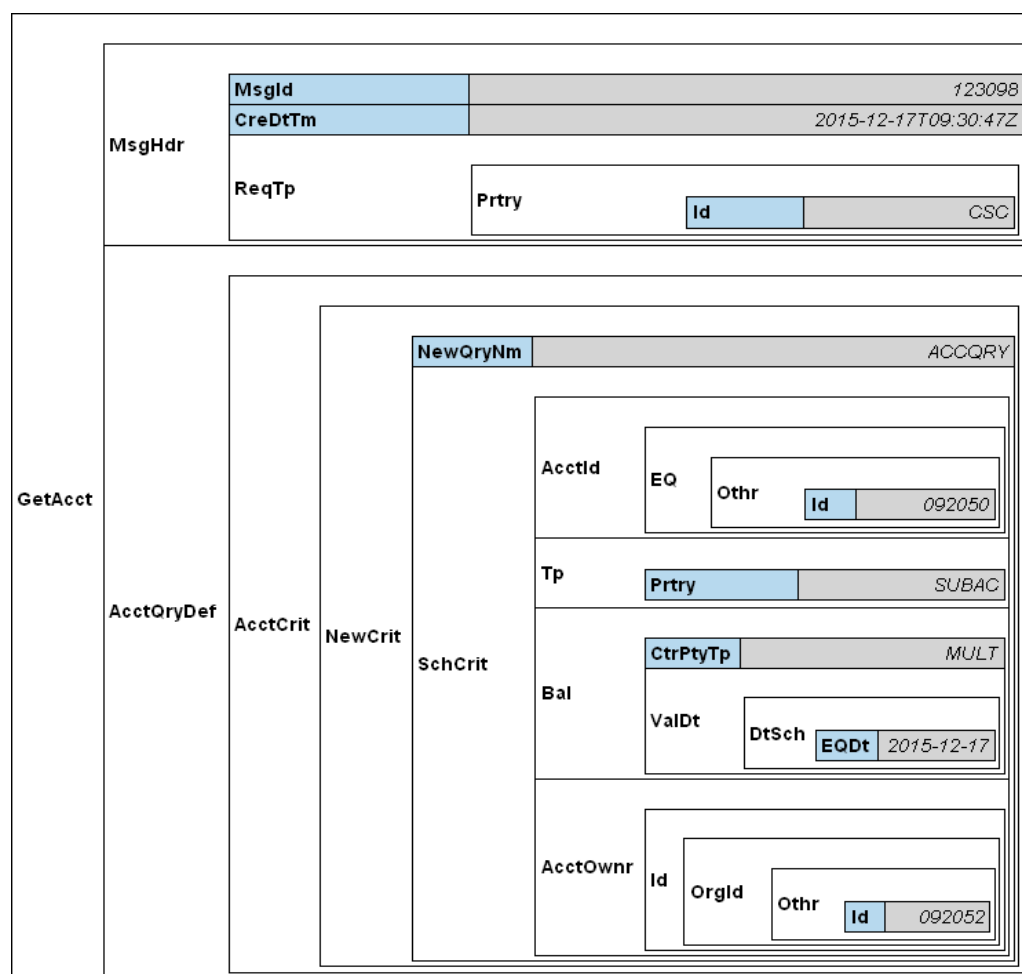 MsgId 123098
CreDtTm 2015-12-17T09:30:47Z
MsgHdr
ReqTp
Prtry
Id CSC
NewQryNm ACCQRY
AcctId
EQ
Othr
Id 092050
GetAcct
Tp
Prtry SUBAC
AcctQryDef
AcctCrit
NewCrit
SchCrit
CtrPtyTp MULT
Bal
ValDt
DtSch
EQDt 2015-12-17
AcctOwnr
Id
OrgId
Othr
Id 092052